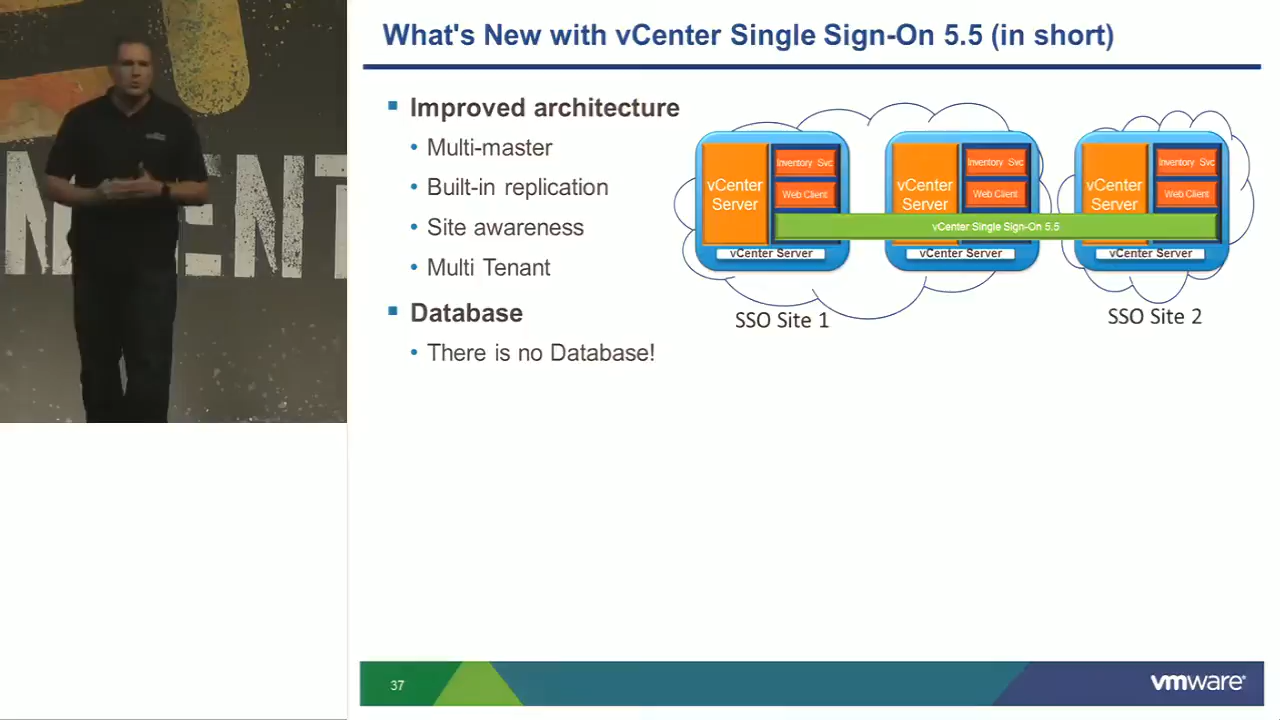 What's New with vCenter Single Sign-On 5.5 (in short)
Improved architecture
Multi-master
Built-in replication
Site awareness
Multi Tenant
Database
There is no Database!
vCenter Server
Inventory Svc
Web Client
vCenter Server
vCenter Server
Inventory Svc
Web Client
vCenter Server
vCenter Server
Inventory Svc
Web Client
vCenter Server
vCenter Single Sign-On 5.5
SSO Site 1
SSO Site 2
37
vmware